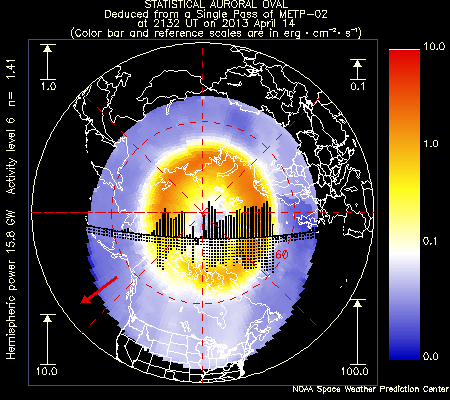 STATISTICAL AURORAL OVAL
Deduced from a Single Pass of METP-02
at 2132 UT on 2013 April 14
(Color bar and reference scales are in erg · cm⁻² · s⁻¹)
1.0
0.1
10.0
1.0
0.1
0.0
Hemispheric power 15.8 GW Activity level 6 n= 1.41
60
10.0
100.0
NOAA Space Weather Prediction Center